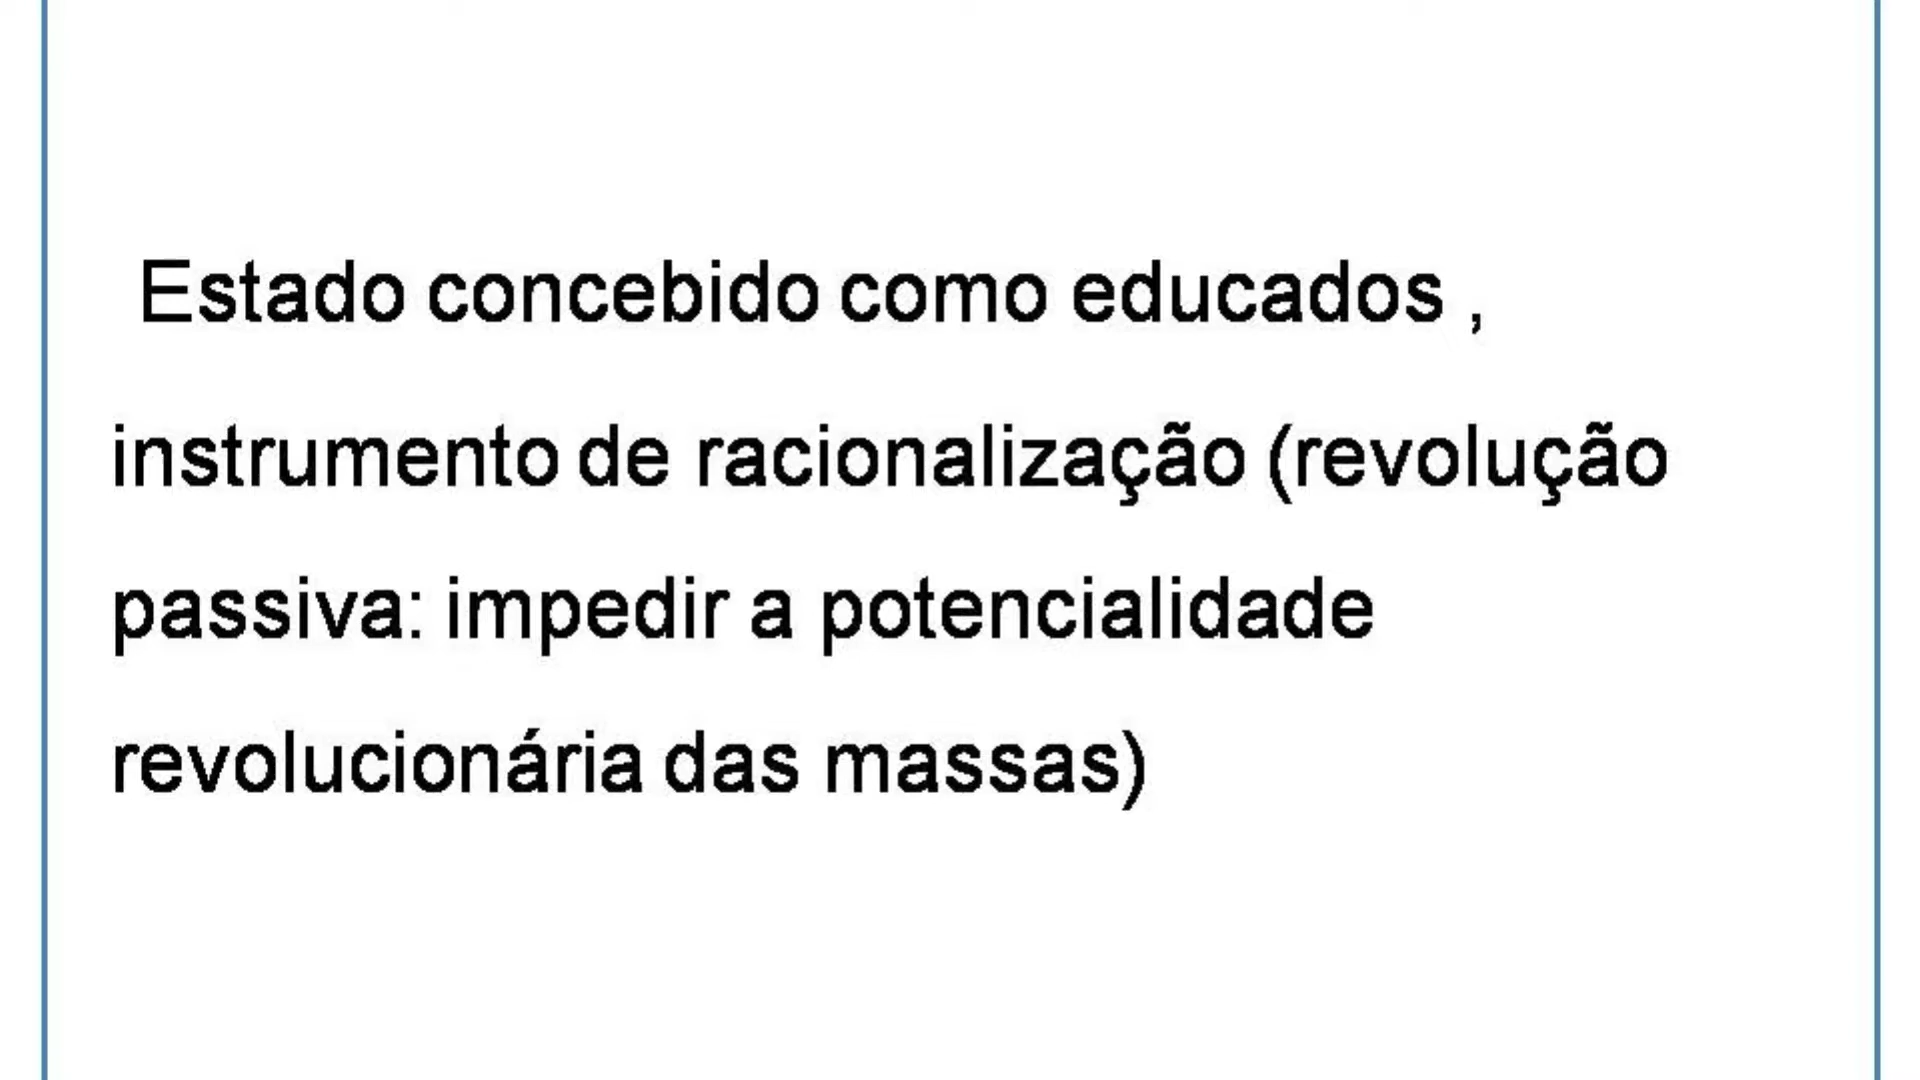 Estado concebido como educados ,
instrumento de racionalização (revolução
passiva: impedir a potencialidade
revolucionária das massas)